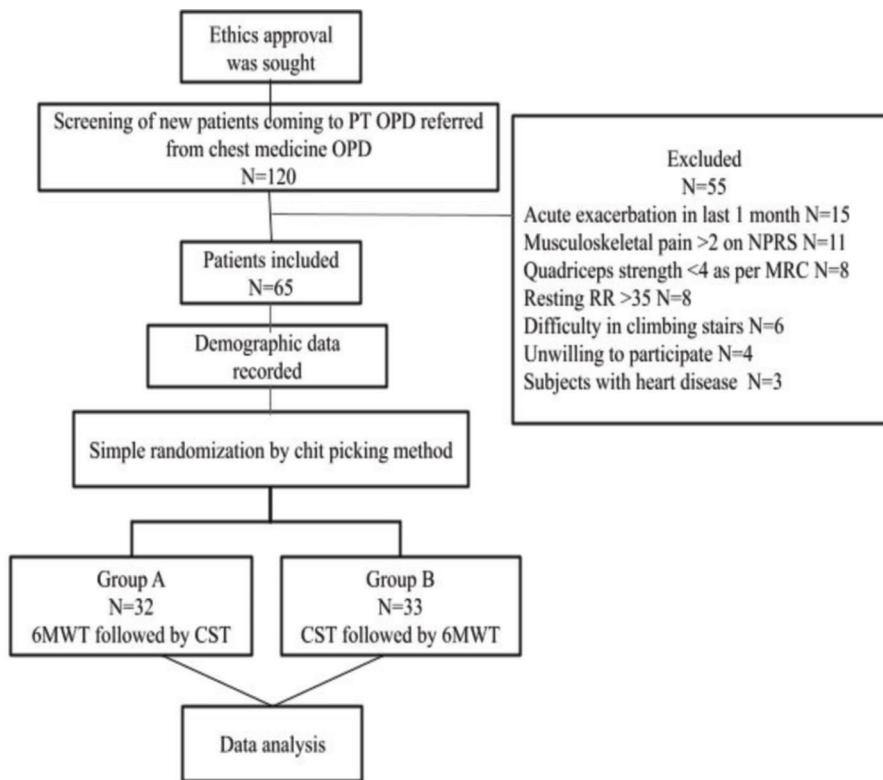 Ethics approval
was sought
Screening of new patients coming to PT OPD referred
from chest medicine OPD
N=120
Excluded
N=55
Acute exacerbation in last 1 month N=15
Musculoskeletal pain >2 on NPRS N=11
Quadriceps strength <4 as per MRC N=8
Resting RR >35 N=8
Difficulty in climbing stairs N=6
Unwilling to participate N=4
Subjects with heart disease N=3
Patients included
N=65
Demographic data
recorded
Simple randomization by chit picking method
Group A
N=32
6MWT followed by CST
Group B
N=33
CST followed by 6MWT
Data analysis